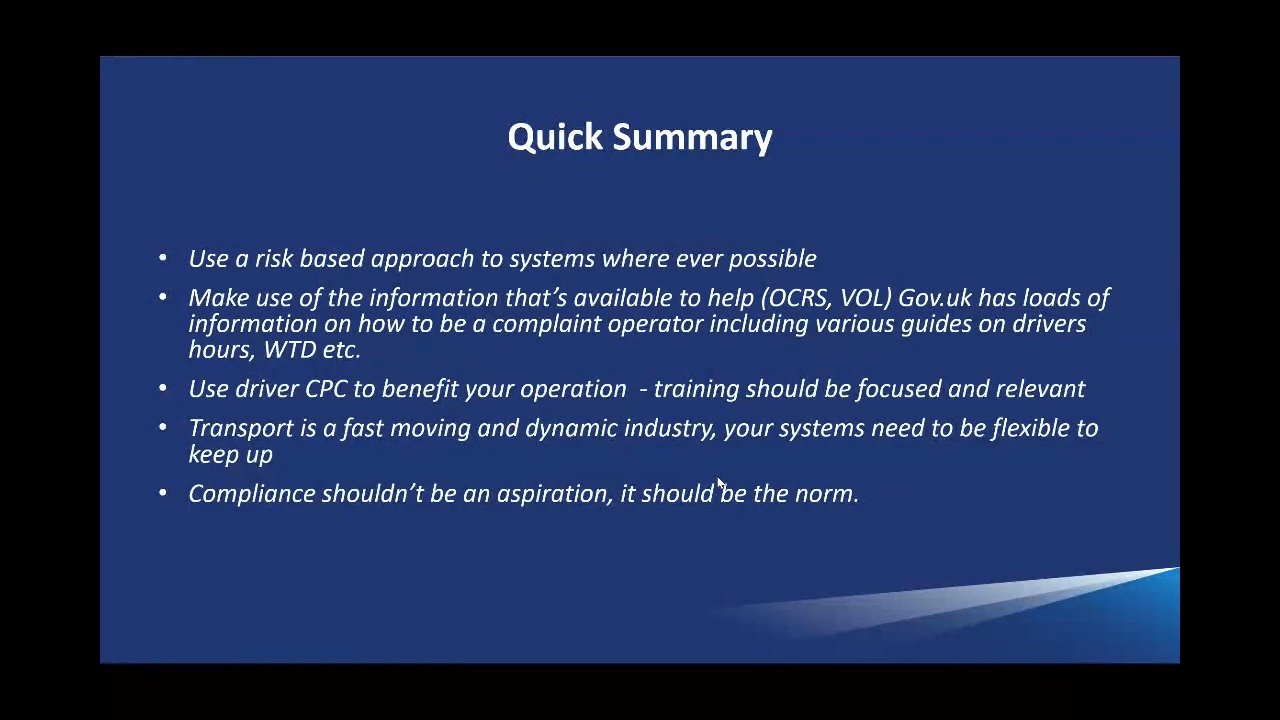 Quick Summary
• Use a risk based approach to systems where ever possible
• Make use of the information that's available to help (OCRS, VOL) Gov.uk has loads of
information on how to be a complaint operator including various guides on drivers
hours, WTD etc.
• Use driver CPC to benefit your operation  - training should be focused and relevant
• Transport is a fast moving and dynamic industry, your systems need to be flexible to
keep up
• Compliance shouldn't be an aspiration, it should be the norm.